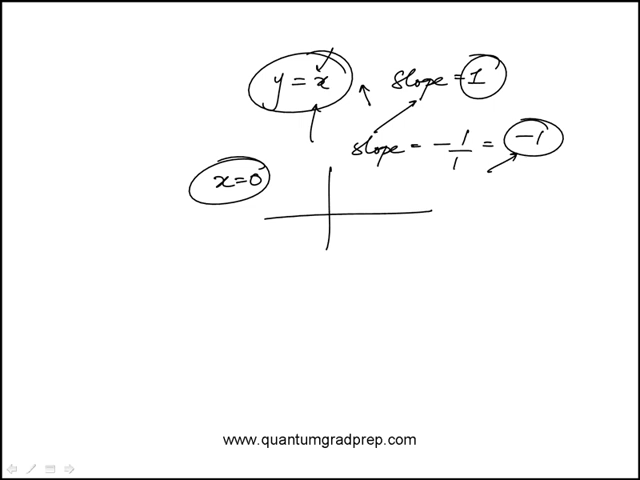 y = x slope = 1
slope = -1/1 = -1
x=0
www.quantumgradprep.com